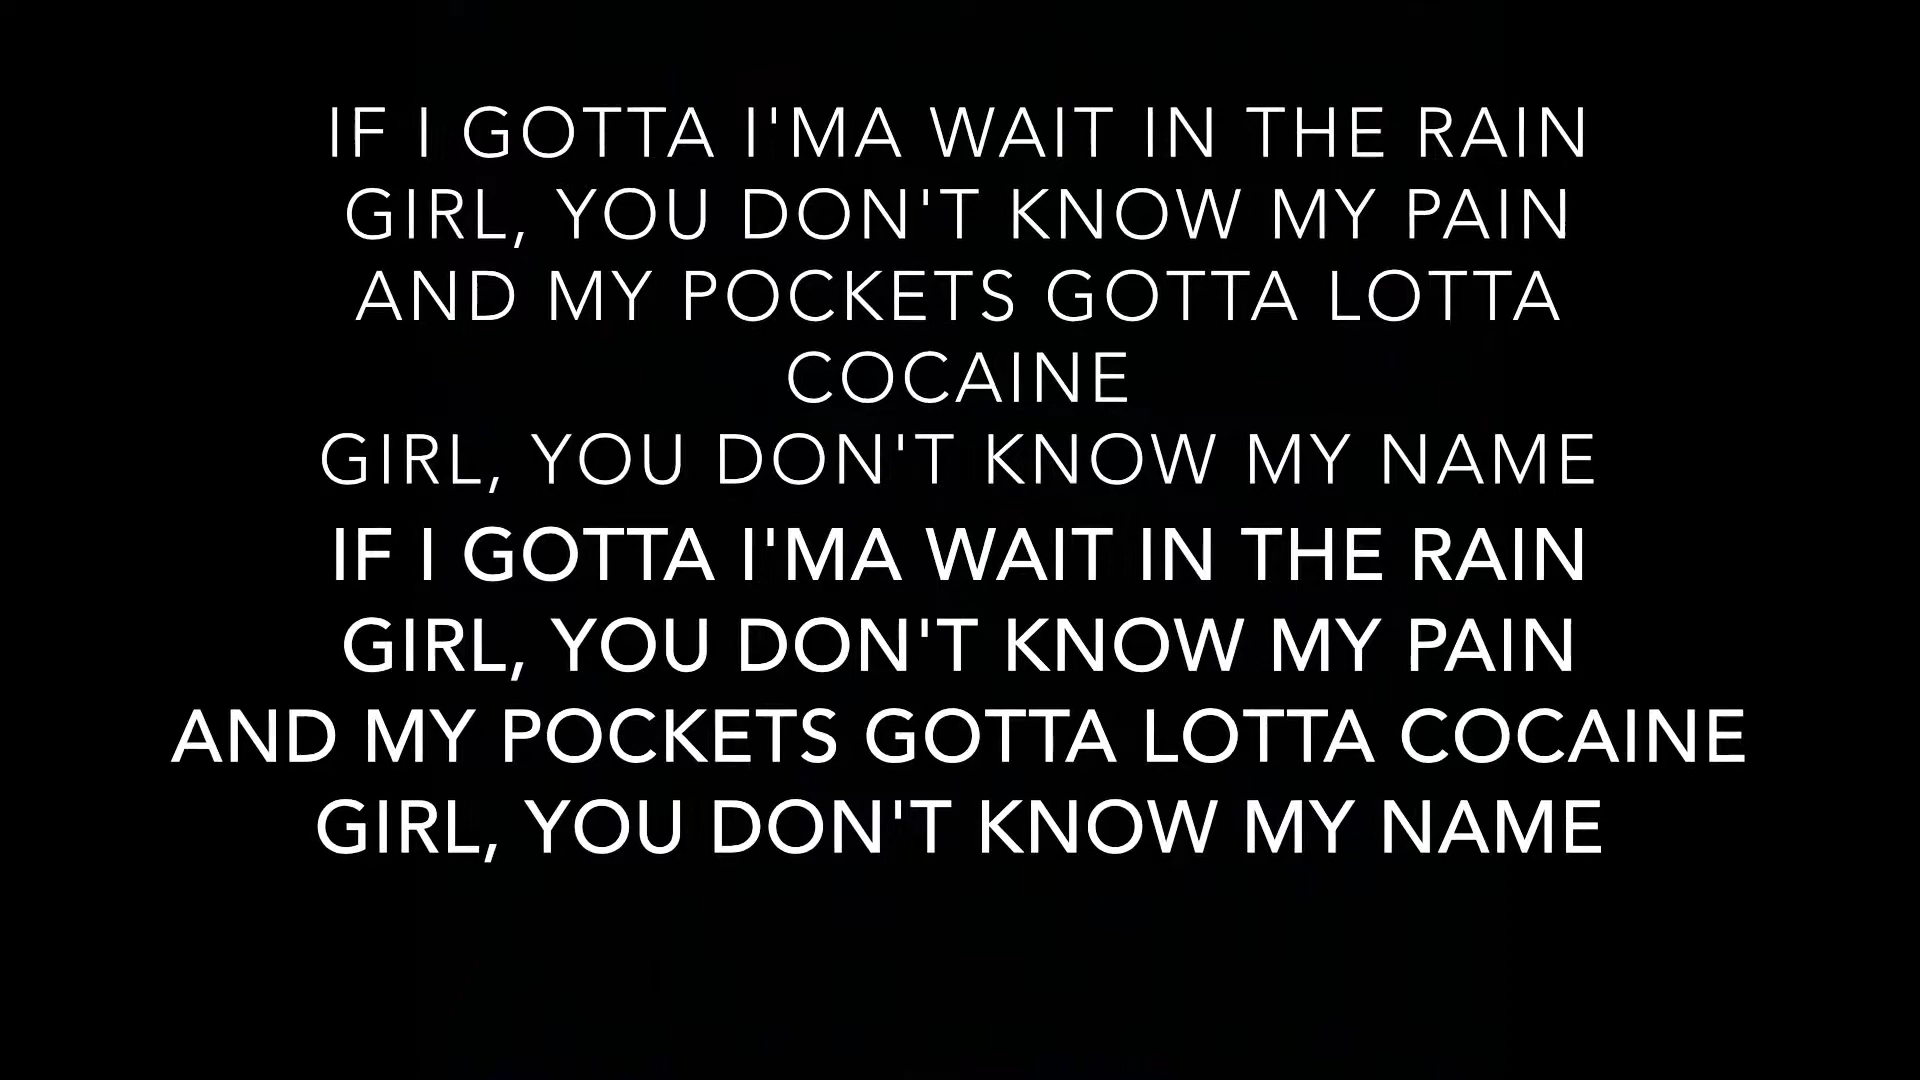 IF I GOTTA I'MA WAIT IN THE RAIN
GIRL, YOU DON'T KNOW MY PAIN
AND MY POCKETS GOTTA LOTTA
COCAINE
GIRL, YOU DON'T KNOW MY NAME
IF I GOTTA I'MA WAIT IN THE RAIN
GIRL, YOU DON'T KNOW MY PAIN
AND MY POCKETS GOTTA LOTTA COCAINE
GIRL, YOU DON'T KNOW MY NAME